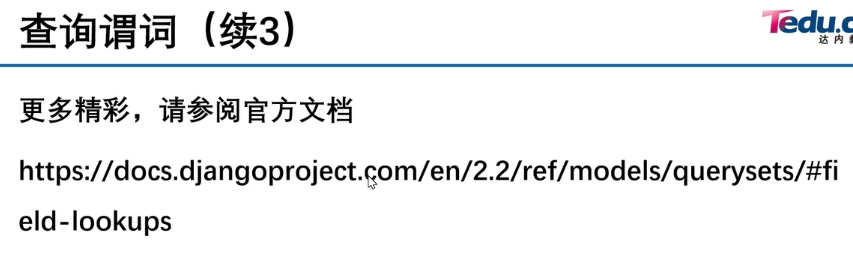 查询谓词（续3）
Tedu.c
达内教
更多精彩，请参阅官方文档
https://docs.djangoproject.com/en/2.2/ref/models/querysets/#fi
eld-lookups